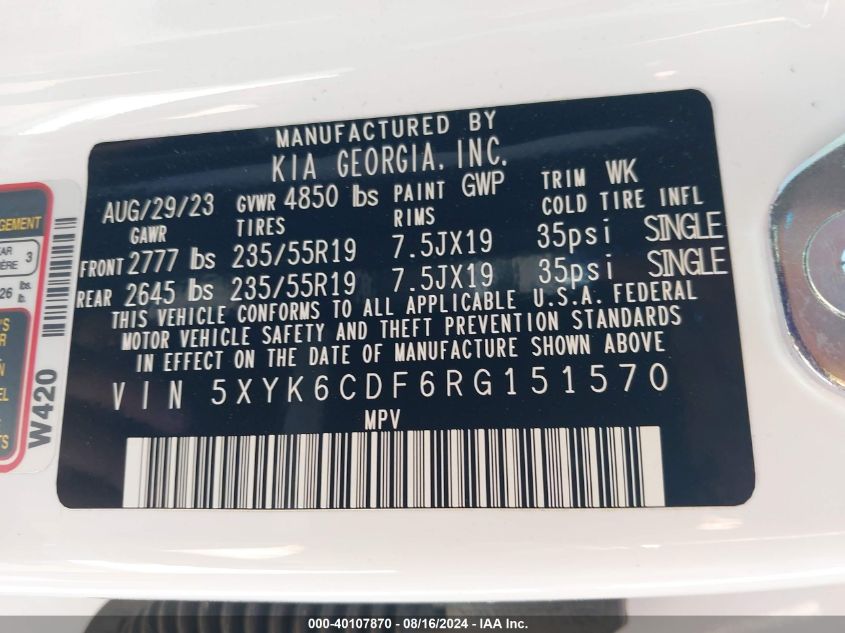 MANUFACTURED BY
KIA GEORGIA, INC.
AUG/29/23 GVWR 4850 lbs PAINT GWP TRIM WK
GAWR TIRES RIMS COLD TIRE INFL
FRONT 2777 lbs 235/55R19 7.5JX19 35psi SINGLE
REAR 2645 lbs 235/55R19 7.5JX19 35psi SINGLE
THIS VEHICLE CONFORMS TO ALL APPLICABLE U.S.A. FEDERAL
MOTOR VEHICLE SAFETY AND THEFT PREVENTION STANDARDS
IN EFFECT ON THE DATE OF MANUFACTURE SHOWN ABOVE
VIN 5XYK6CDF6RG151570
MPV
3
26 lb.
W420
000-40107870 - 08/16/2024 - IAA Inc.